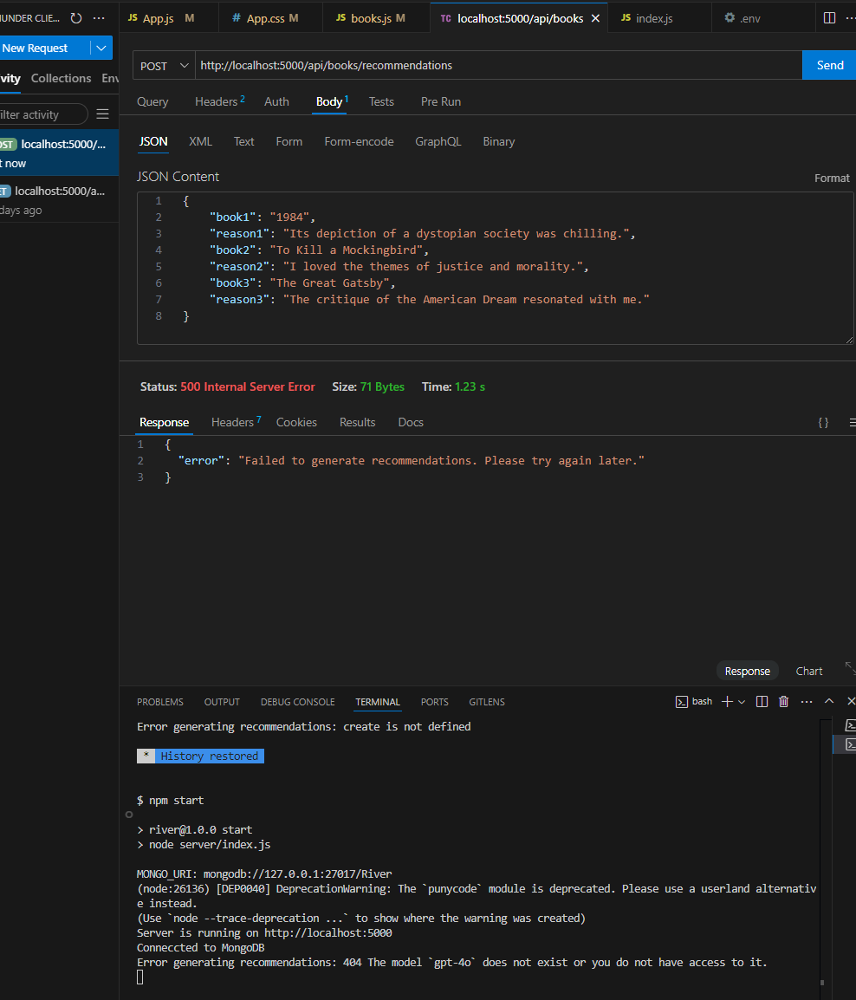 UNDER CLIE...
JS App.js M
# App.css M
JS books.js M
TC localhost:5000/api/books
JS index.js
.env
New Request
POST http://localhost:5000/api/books/recommendations Send
vity Collections Env
Query Headers 2 Auth Body 1 Tests Pre Run
ilter activity
OST localhost:5000/...
t now
ET localhost:5000/a...
days ago
JSON XML Text Form Form-encode GraphQL Binary
JSON Content
Format
1 {
2 "book1": "1984",
3 "reason1": "Its depiction of a dystopian society was chilling.",
4 "book2": "To Kill a Mockingbird",
5 "reason2": "I loved the themes of justice and morality.",
6 "book3": "The Great Gatsby",
7 "reason3": "The critique of the American Dream resonated with me."
8 }
Status: 500 Internal Server Error Size: 71 Bytes Time: 1.23 s
Response Headers 7 Cookies Results Docs { }
1 {
2 "error": "Failed to generate recommendations. Please try again later."
3 }
Response Chart
PROBLEMS OUTPUT DEBUG CONSOLE TERMINAL PORTS GITLENS bash
Error generating recommendations: create is not defined
* History restored
$ npm start
> river@1.0.0 start
> node server/index.js
MONGO_URI: mongodb://127.0.0.1:27017/River
(node:26136) [DEP0040] DeprecationWarning: The `punycode` module is deprecated. Please use a userland alternativ
e instead.
(Use `node --trace-deprecation ...` to show where the warning was created)
Server is running on http://localhost:5000
Conneccted to MongoDB
Error generating recommendations: 404 The model `gpt-4o` does not exist or you do not have access to it.